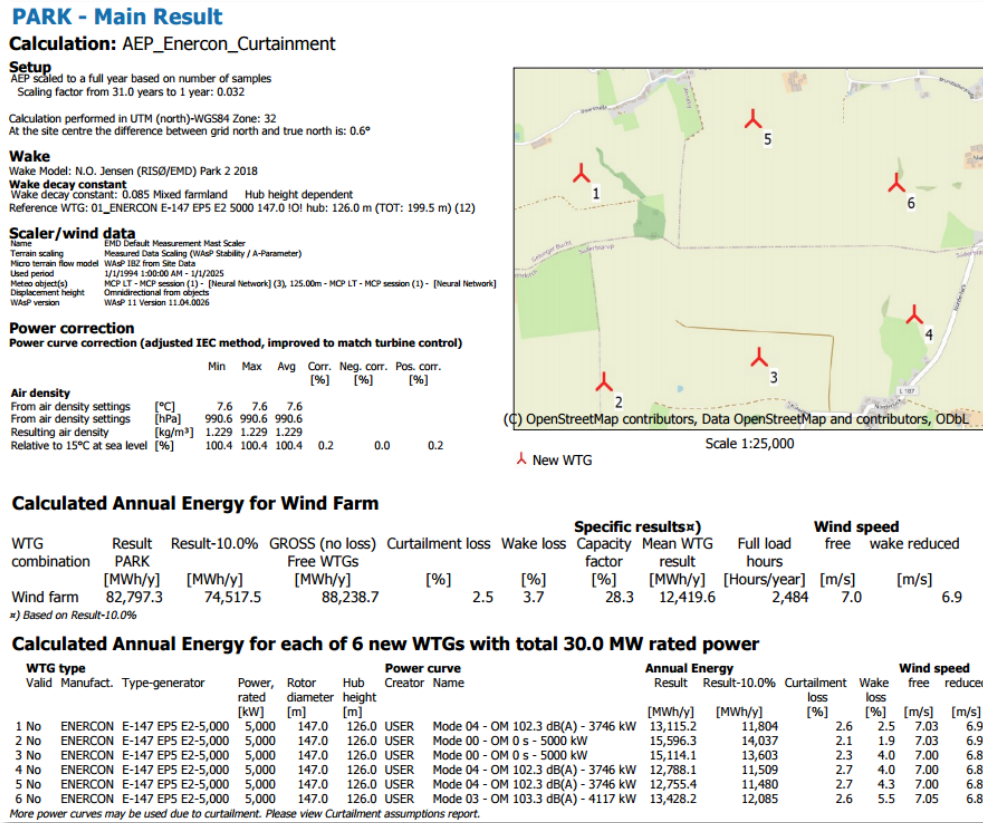 PARK - Main Result
Calculation: AEP_Enercon_Curtainment
Setup
AEP scaled to a full year based on number of samples
Scaling factor from 31.0 years to 1 year: 0.032
Calculation performed in UTM (north)-WGS84 Zone: 32
At the site centre the difference between grid north and true north is: 0.6°
Wake
Wake Model: N.O. Jensen (RISØ/EMD) Park 2 2018
Wake decay constant
Wake decay constant: 0.085 Mixed farmland Hub height dependent
Reference WTG: 01_ENERCON E-147 EP5 E2 5000 147.0 !O! hub: 126.0 m (TOT: 199.5 m) (12)
Scaler/wind data
Name EMD Default Measurement Mast Scaler
Terrain scaling Measured Data Scaling (WAsP Stability / A-Parameter)
Micro terrain flow model WAsP IBZ from Site Data
Used period 1/1/1994 1:00:00 AM - 1/1/2025
Meteo object(s) MCP LT - MCP session (1) - [Neural Network] (3), 125.00m - MCP LT - MCP session (1) - [Neural Network]
Displacement height Omnidirectional from objects
WAsP version WAsP 11 Version 11.04.0026
Power correction
Power curve correction (adjusted IEC method, improved to match turbine control)
Min Max Avg Corr. Neg. corr. Pos. corr.
[%] [%] [%]
Air density
From air density settings [°C] 7.6 7.6 7.6
From air density settings [hPa] 990.6 990.6 990.6
Resulting air density [kg/m³] 1.229 1.229 1.229
Relative to 15°C at sea level [%] 100.4 100.4 100.4 0.2 0.0 0.2
5
1
6
4
3
2
L 187
(C) OpenStreetMap contributors, Data OpenStreetMap and contributors, ODbL
Scale 1:25,000
New WTG
Calculated Annual Energy for Wind Farm
Specific results¤) Wind speed
WTG Result Result-10.0% GROSS (no loss) Curtailment loss Wake loss Capacity Mean WTG Full load free wake reduced
combination PARK Free WTGs factor result hours
[MWh/y] [MWh/y] [MWh/y] [%] [%] [%] [MWh/y] [Hours/year] [m/s] [m/s]
Wind farm 82,797.3 74,517.5 88,238.7 2.5 3.7 28.3 12,419.6 2,484 7.0 6.9
¤) Based on Result-10.0%
Calculated Annual Energy for each of 6 new WTGs with total 30.0 MW rated power
WTG type Power curve Annual Energy Wind speed
Valid Manufact. Type-generator Power, Rotor Hub Creator Name Result Result-10.0% Curtailment Wake free reduced
rated diameter height loss loss
[kW] [m] [m] [MWh/y] [MWh/y] [%] [%] [m/s] [m/s]
1 No ENERCON E-147 EP5 E2-5,000 5,000 147.0 126.0 USER Mode 04 - OM 102.3 dB(A) - 3746 kW 13,115.2 11,804 2.6 2.5 7.03 6.9
2 No ENERCON E-147 EP5 E2-5,000 5,000 147.0 126.0 USER Mode 00 - OM 0 s - 5000 kW 15,596.3 14,037 2.1 1.9 7.03 6.9
3 No ENERCON E-147 EP5 E2-5,000 5,000 147.0 126.0 USER Mode 00 - OM 0 s - 5000 kW 15,114.1 13,603 2.3 4.0 7.00 6.8
4 No ENERCON E-147 EP5 E2-5,000 5,000 147.0 126.0 USER Mode 04 - OM 102.3 dB(A) - 3746 kW 12,788.1 11,509 2.7 4.0 7.00 6.8
5 No ENERCON E-147 EP5 E2-5,000 5,000 147.0 126.0 USER Mode 04 - OM 102.3 dB(A) - 3746 kW 12,755.4 11,480 2.7 4.3 7.00 6.8
6 No ENERCON E-147 EP5 E2-5,000 5,000 147.0 126.0 USER Mode 03 - OM 103.3 dB(A) - 4117 kW 13,428.2 12,085 2.6 5.5 7.05 6.8
More power curves may be used due to curtailment. Please view Curtailment assumptions report.